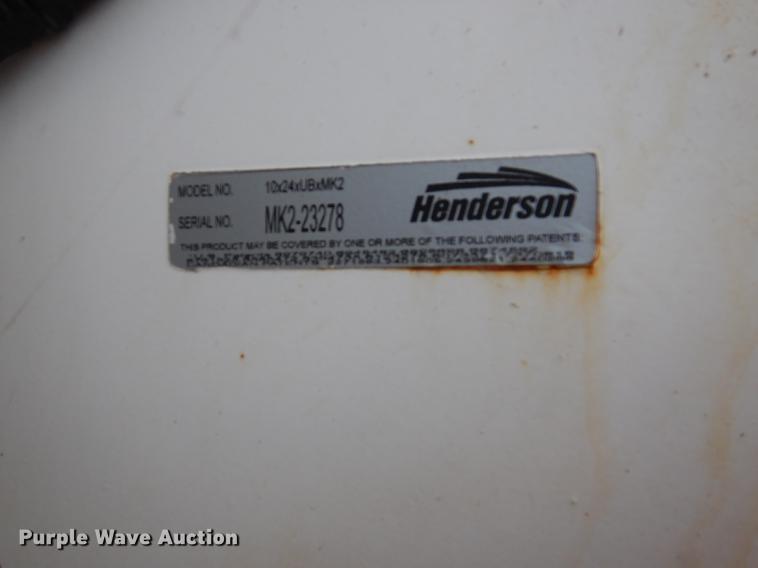 MODEL NO. 10x24xUBxMK2
SERIAL NO. MK2-23278
Henderson
THIS PRODUCT MAY BE COVERED BY ONE OR MORE OF THE FOLLOWING PATENTS:
Purple Wave Auction